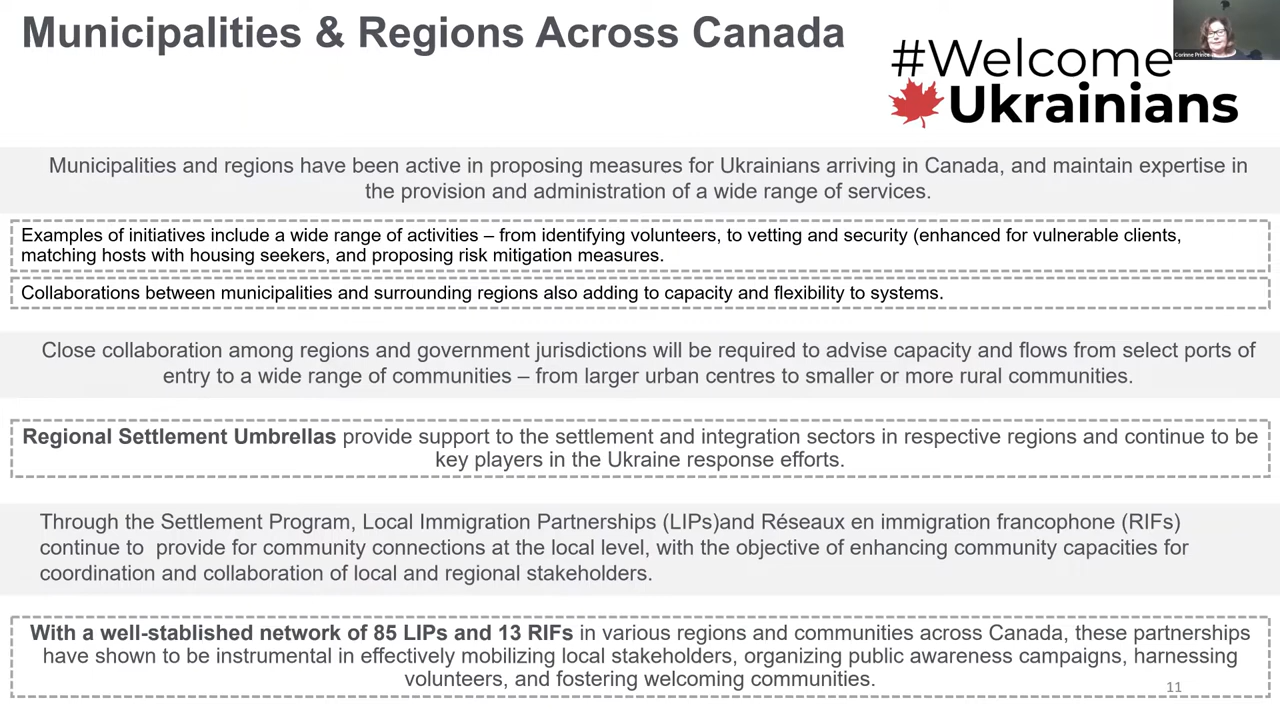 Municipalities & Regions Across Canada
#Welcome
Ukrainians
Corinne Prince
Municipalities and regions have been active in proposing measures for Ukrainians arriving in Canada, and maintain expertise in
the provision and administration of a wide range of services.
Examples of initiatives include a wide range of activities – from identifying volunteers, to vetting and security (enhanced for vulnerable clients,
matching hosts with housing seekers, and proposing risk mitigation measures.
Collaborations between municipalities and surrounding regions also adding to capacity and flexibility to systems.
Close collaboration among regions and government jurisdictions will be required to advise capacity and flows from select ports of
entry to a wide range of communities – from larger urban centres to smaller or more rural communities.
Regional Settlement Umbrellas provide support to the settlement and integration sectors in respective regions and continue to be
key players in the Ukraine response efforts.
Through the Settlement Program, Local Immigration Partnerships (LIPs)and Réseaux en immigration francophone (RIFs)
continue to  provide for community connections at the local level, with the objective of enhancing community capacities for
coordination and collaboration of local and regional stakeholders.
With a well-stablished network of 85 LIPs and 13 RIFs in various regions and communities across Canada, these partnerships
have shown to be instrumental in effectively mobilizing local stakeholders, organizing public awareness campaigns, harnessing
volunteers, and fostering welcoming communities.
11